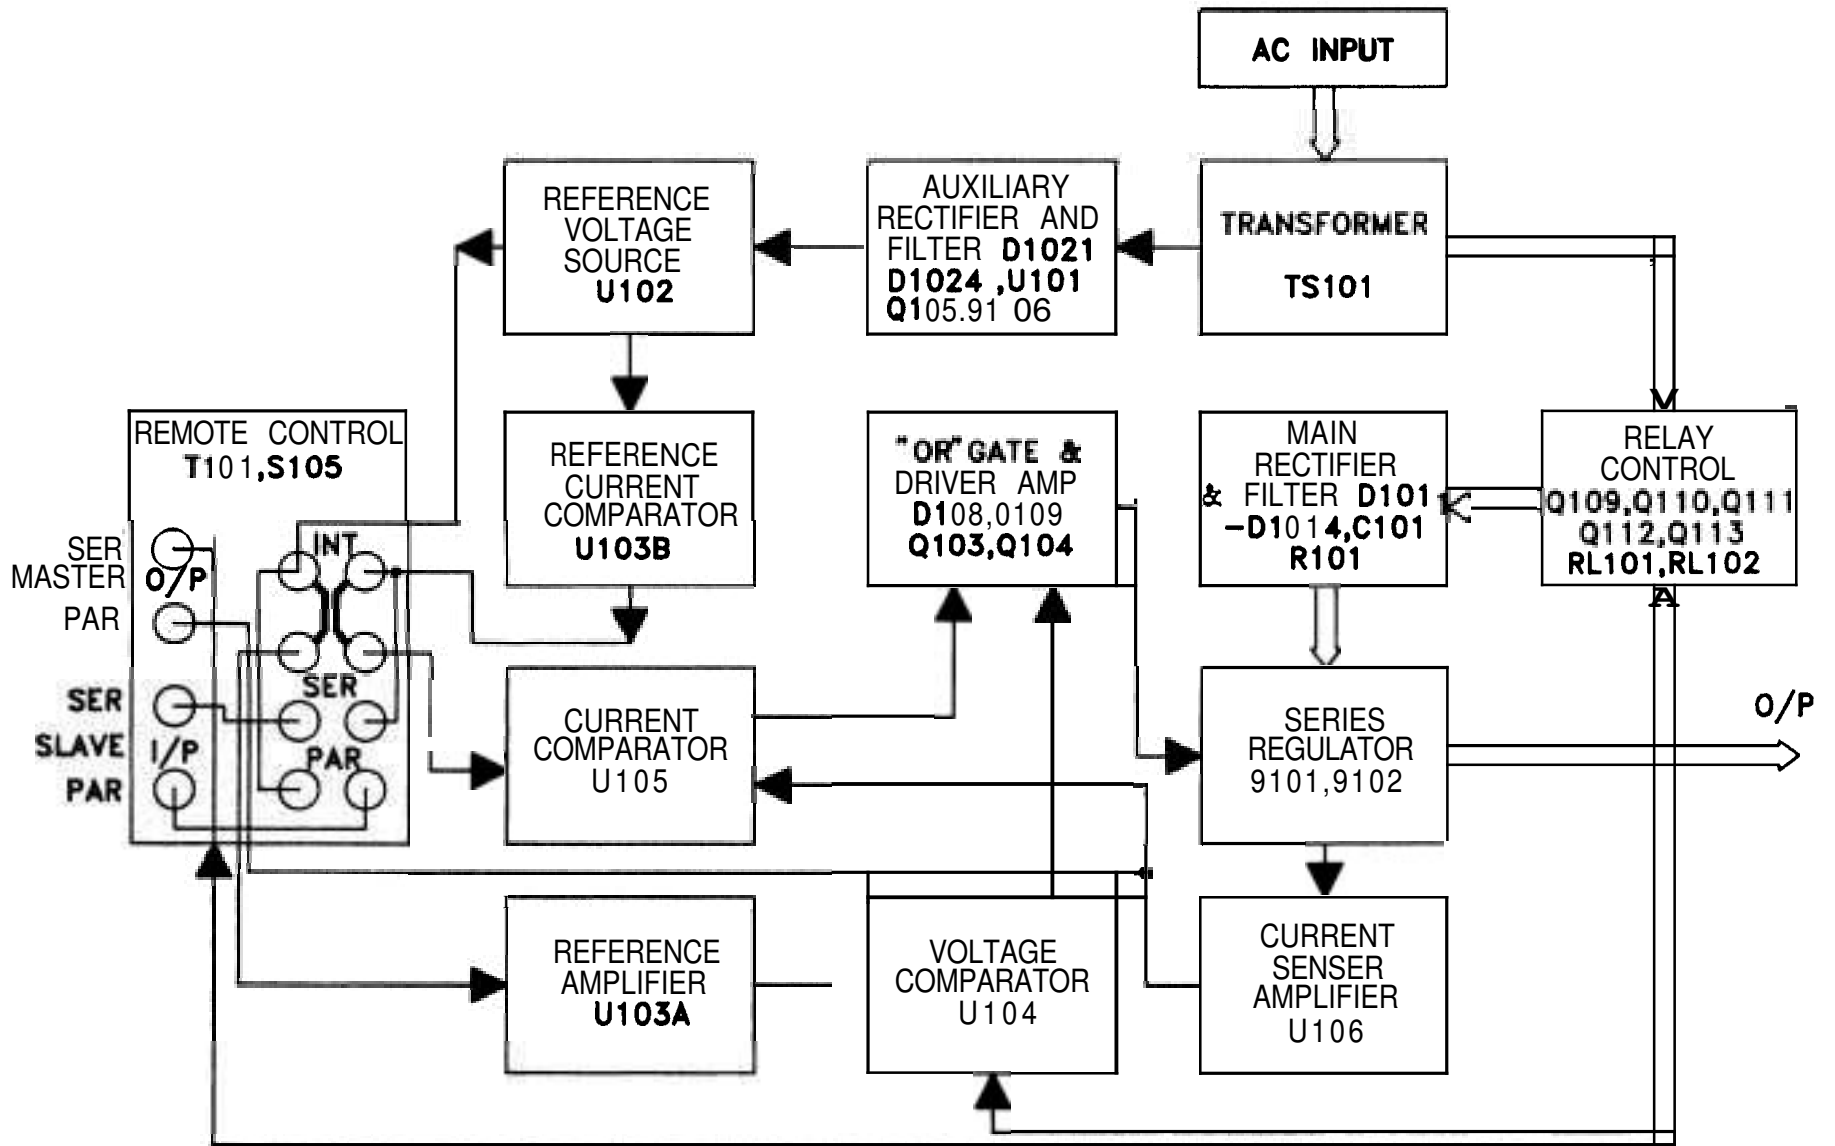 AC INPUT
REFERENCE
VOLTAGE
SOURCE
U102
AUXILIARY
RECTIFIER AND
FILTER D1021
D1024 ,U101
Q105.91 06
TRANSFORMER
TS101
REMOTE CONTROL
T101,S105
REFERENCE
CURRENT
COMPARATOR
U103B
"OR"GATE &
DRIVER AMP
D108,0109
Q103,Q104
MAIN
RECTIFIER
& FILTER D101
-D1014,C101
R101
RELAY
CONTROL
Q109,Q110,Q111
Q112,Q113
RL101,RL102
SER
MASTER O/P
PAR
INT
SER
SLAVE I/P
PAR
SER
PAR
CURRENT
COMPARATOR
U105
SERIES
REGULATOR
9101,9102
O/P
REFERENCE
AMPLIFIER
U103A
VOLTAGE
COMPARATOR
U104
CURRENT
SENSER
AMPLIFIER
U106